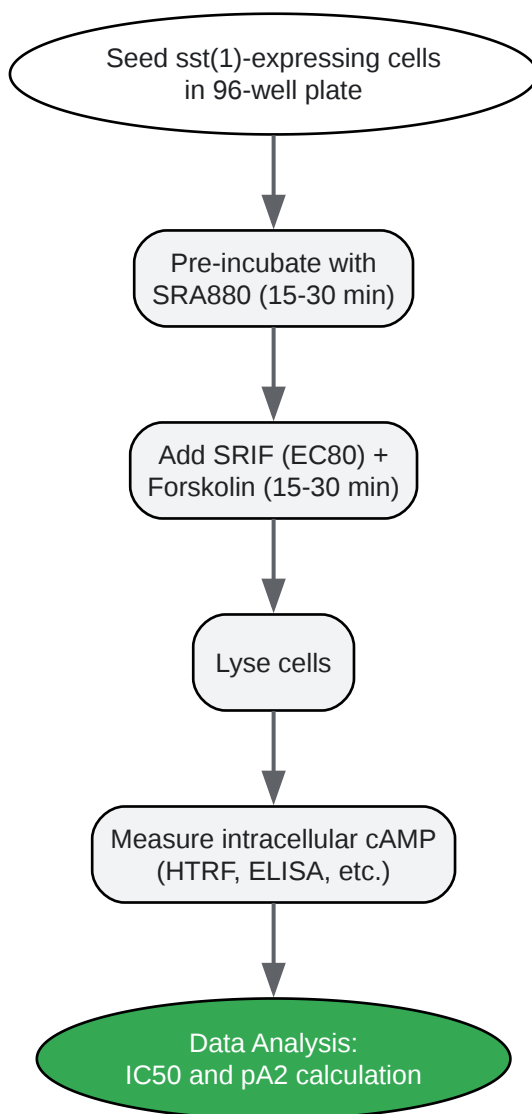 Seed sst(1)-expressing cells
in 96-well plate
Pre-incubate with
SRA880 (15-30 min)
Add SRIF (EC80) +
Forskolin (15-30 min)
Lyse cells
Measure intracellular cAMP
(HTRF, ELISA, etc.)
Data Analysis:
IC50 and pA2 calculation